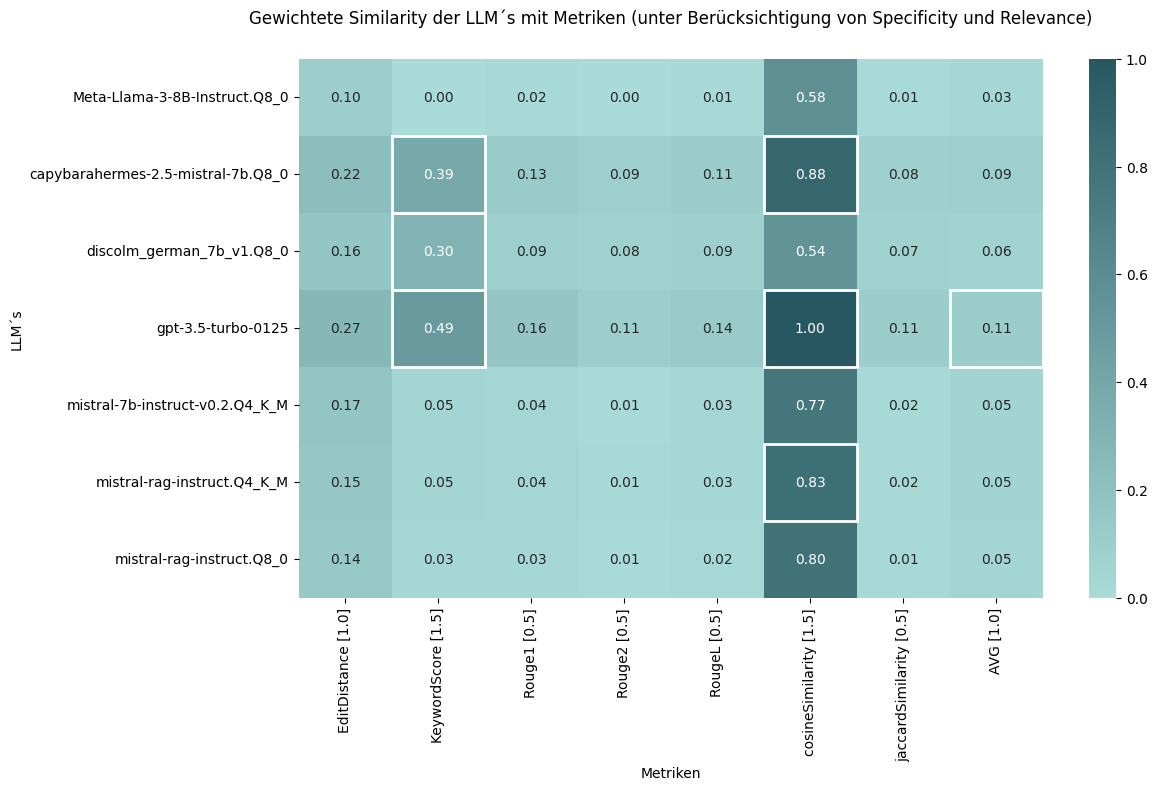 Gewichtete Similarity der LLM´s mit Metriken (unter Berücksichtigung von Specificity und Relevance)
LLM´s
Meta-Llama-3-8B-Instruct.Q8_0 0.10 0.00 0.02 0.00 0.01 0.58 0.01 0.03
capybarahermes-2.5-mistral-7b.Q8_0 0.22 0.39 0.13 0.09 0.11 0.88 0.08 0.09
discolm_german_7b_v1.Q8_0 0.16 0.30 0.09 0.08 0.09 0.54 0.07 0.06
gpt-3.5-turbo-0125 0.27 0.49 0.16 0.11 0.14 1.00 0.11 0.11
mistral-7b-instruct-v0.2.Q4_K_M 0.17 0.05 0.04 0.01 0.03 0.77 0.02 0.05
mistral-rag-instruct.Q4_K_M 0.15 0.05 0.04 0.01 0.03 0.83 0.02 0.05
mistral-rag-instruct.Q8_0 0.14 0.03 0.03 0.01 0.02 0.80 0.01 0.05
EditDistance [1.0]
KeywordScore [1.5]
Rouge1 [0.5]
Rouge2 [0.5]
RougeL [0.5]
cosineSimilarity [1.5]
jaccardSimilarity [0.5]
AVG [1.0]
Metriken
1.0
0.8
0.6
0.4
0.2
0.0